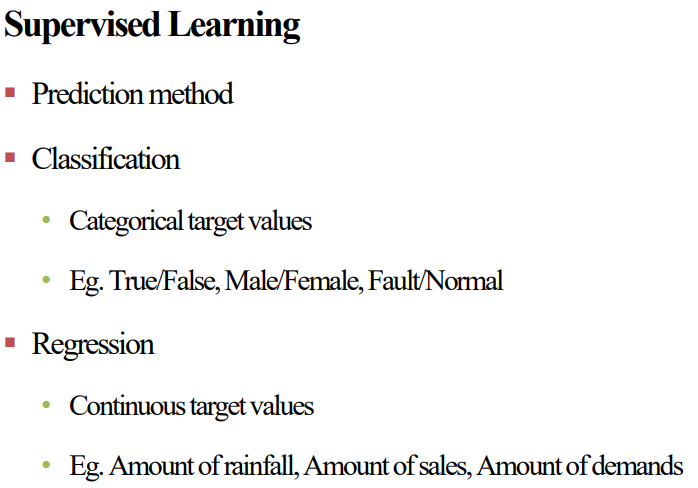 Supervised Learning
▪ Prediction method
▪ Classification
• Categorical target values
• Eg. True/False, Male/Female, Fault/Normal
▪ Regression
• Continuous target values
• Eg. Amount of rainfall, Amount of sales, Amount of demands